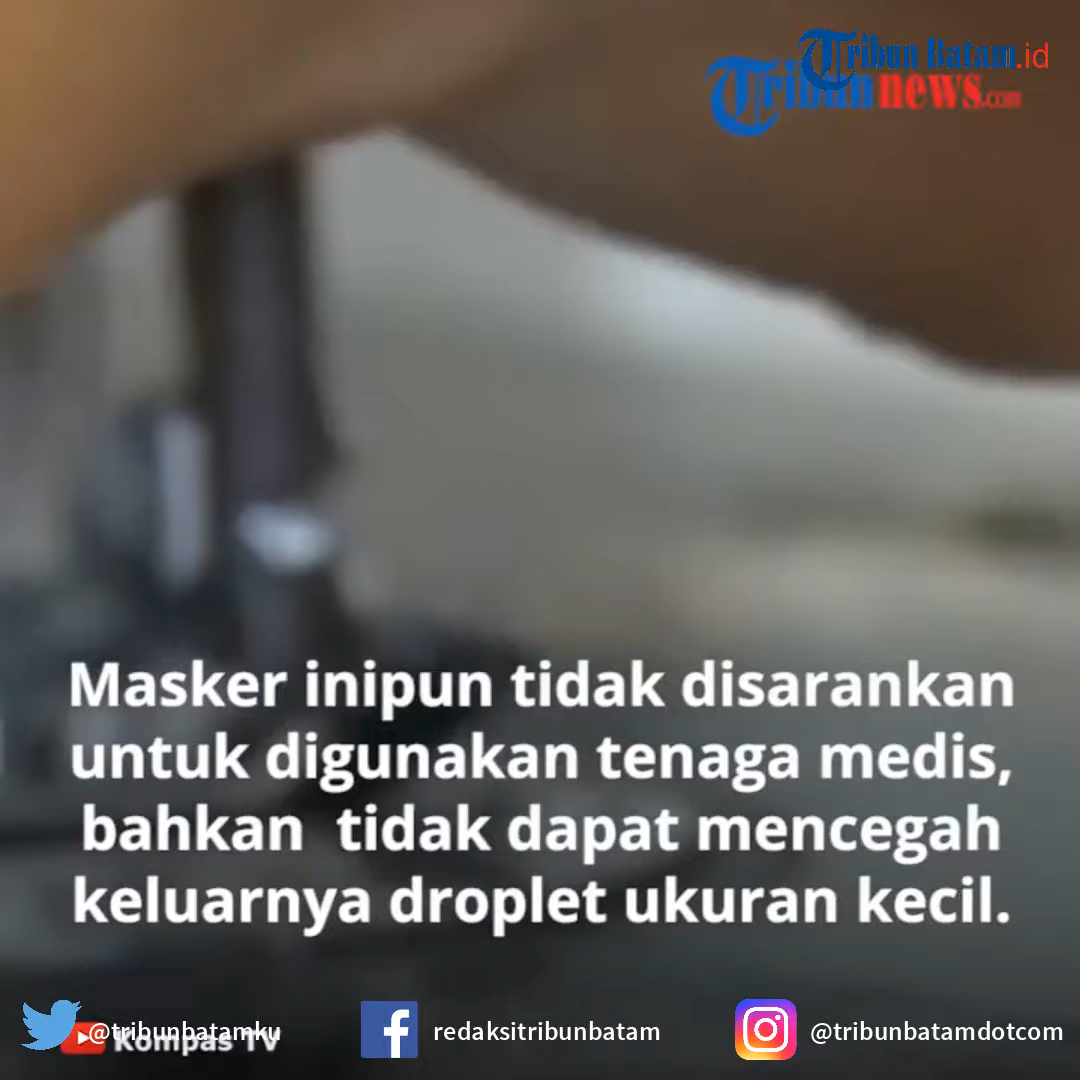 Tribun Batam.id
Tribunnews.com
Masker inipun tidak disarankan
untuk digunakan tenaga medis,
bahkan tidak dapat mencegah
keluarnya droplet ukuran kecil.
@tribunbatamku
Kompas TV
redaksitribunbatam
@tribunbatamdotcom